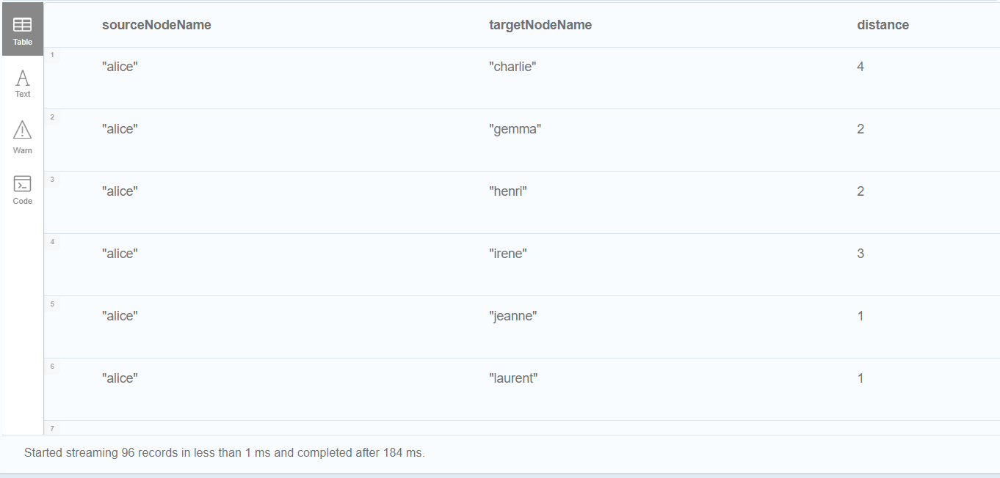 sourceNodeName targetNodeName distance
Table
1
"alice" "charlie" 4
Text
2
"alice" "gemma" 2
Warn
3
"alice" "henri" 2
Code
4
"alice" "irene" 3
5
"alice" "jeanne" 1
6
"alice" "laurent" 1
7
Started streaming 96 records in less than 1 ms and completed after 184 ms.